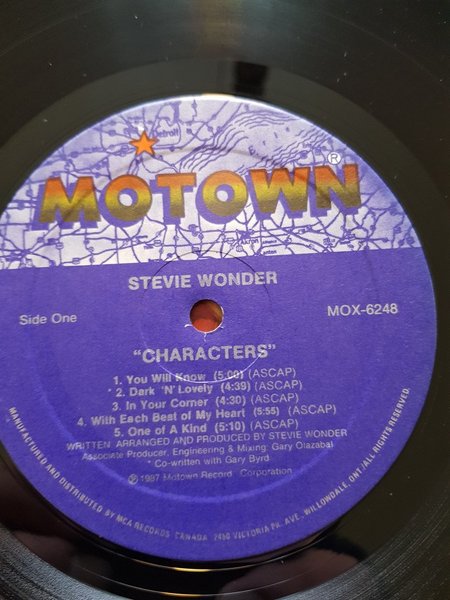 Detroit
MOTOWN®
STEVIE WONDER
Side One
MOX-6248
"CHARACTERS"
1. You Will Know (5:00) (ASCAP)
* 2. Dark 'N' Lovely (4:39) (ASCAP)
3. In Your Corner (4:30) (ASCAP)
4. With Each Beat of My Heart (5:55) (ASCAP)
5. One of A Kind (5:10) (ASCAP)
WRITTEN, ARRANGED AND PRODUCED BY STEVIE WONDER
Associate Producer, Engineering & Mixing: Gary Olazabal
* Co-written with Gary Byrd
℗ 1987 Motown Record Corporation
MANUFACTURED AND DISTRIBUTED BY MCA RECORDS CANADA 2450 VICTORIA PK. AVE., WILLOWDALE, ONT./ALL RIGHTS RESERVED.